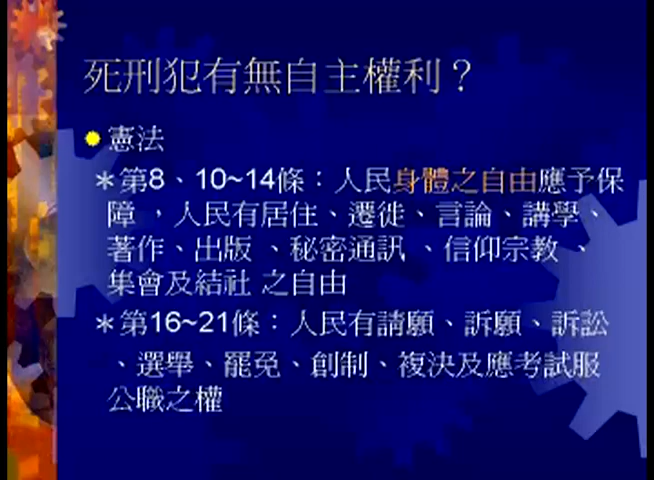 死刑犯有無自主權利？
憲法
＊第8、10~14條：人民身體之自由應予保
障 ，人民有居住、遷徙、言論、講學、
著作、出版 、秘密通訊 、信仰宗教 、
集會及結社 之自由
＊第16~21條：人民有請願、訴願、訴訟
、選舉、罷免、創制、複決及應考試服
公職之權